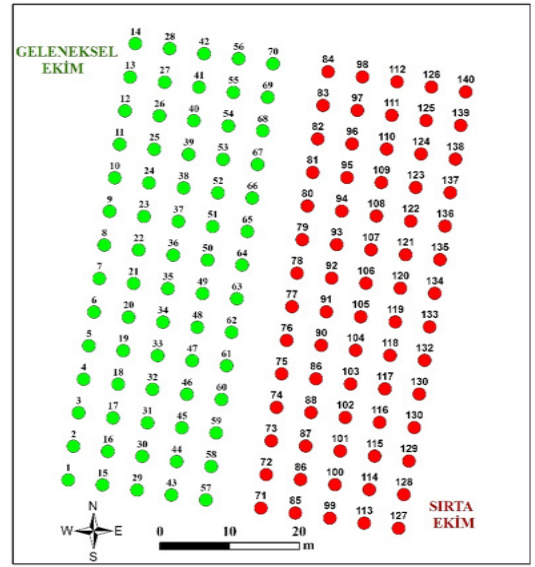 14 28 42 56 70 84 98 112 126 140
GELENEKSEL
EKİM
13 27 41 55 69 83 97 111 125 139
12 26 40 54 68 82 96 110 124 138
11 25 39 53 67 81 95 109 123 137
10 24 38 52 66 80 94 108 122 136
9 23 37 51 65 79 93 107 121 135
8 22 36 50 64 78 92 106 120 134
7 21 35 49 63 77 91 105 119 133
6 20 34 48 62 76 90 104 118 132
5 19 33 47 61 75 86 103 117 130
4 18 32 46 60 74 88 102 116 130
3 17 31 45 59 73 87 101 115 129
2 16 30 44 58 72 86 100 114 128
1 15 29 43 57 71 85 99 113 127
SIRTA
EKİM
N
W E
S
0 10 20
m